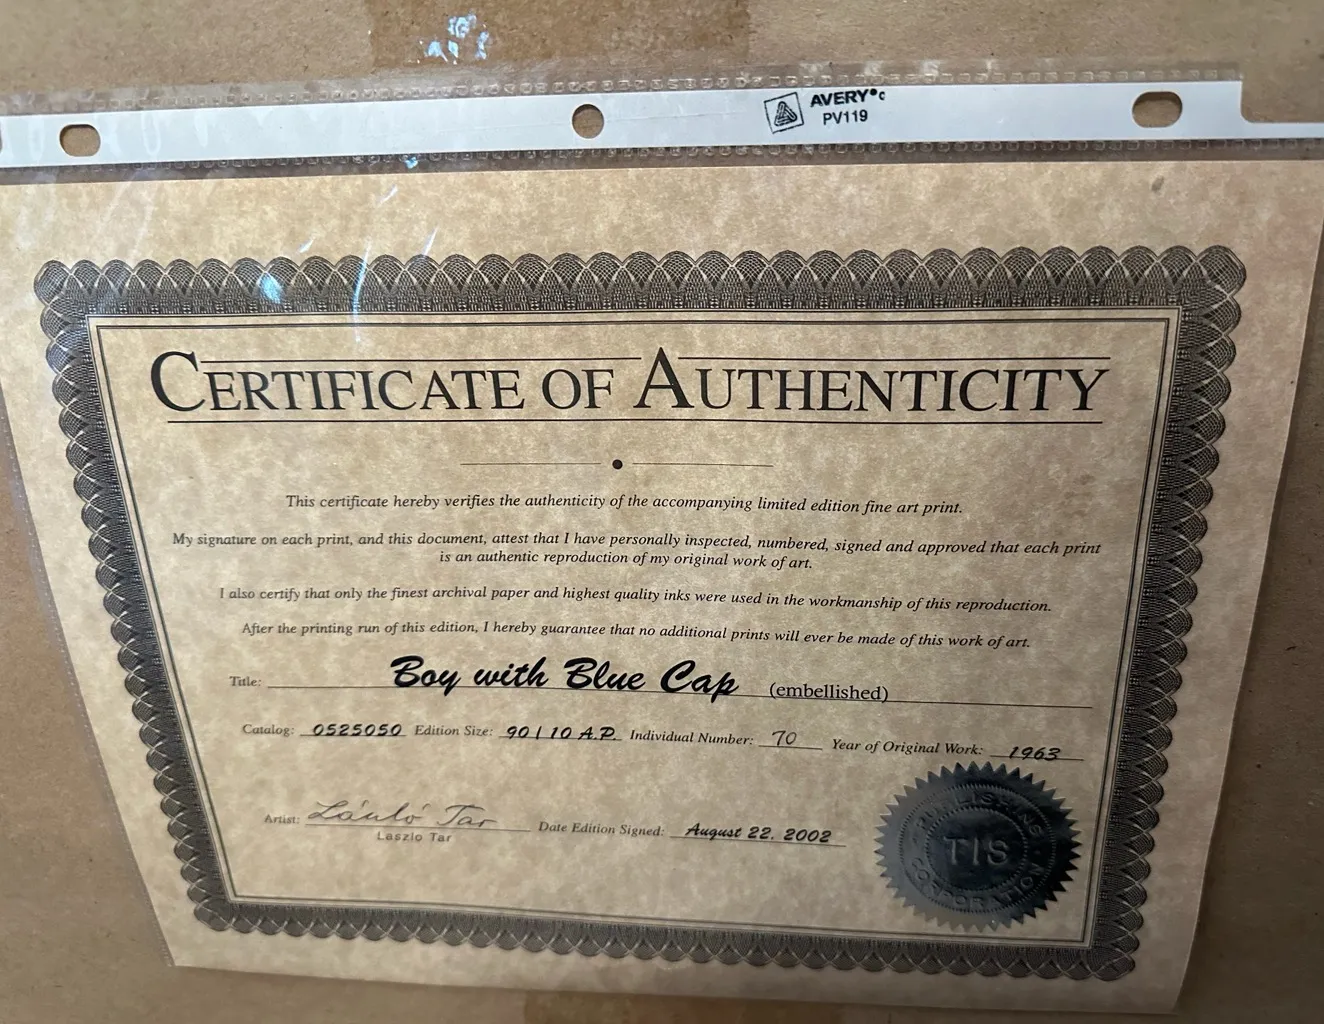 AVERY® c
PV119
CERTIFICATE OF AUTHENTICITY
This certificate hereby verifies the authenticity of the accompanying limited edition fine art print.
My signature on each print, and this document, attest that I have personally inspected, numbered, signed and approved that each print
is an authentic reproduction of my original work of art.
I also certify that only the finest archival paper and highest quality inks were used in the workmanship of this reproduction.
After the printing run of this edition, I hereby guarantee that no additional prints will ever be made of this work of art.
Title: Boy with Blue Cap (embellished)
Catalog: 0525050 Edition Size: 90 | 10 A.P. Individual Number: 70 Year of Original Work: 1963
Artist: László Tar Date Edition Signed: August 22, 2002
Laszlo Tar
PUBLISHING
TIS
CORPORATION